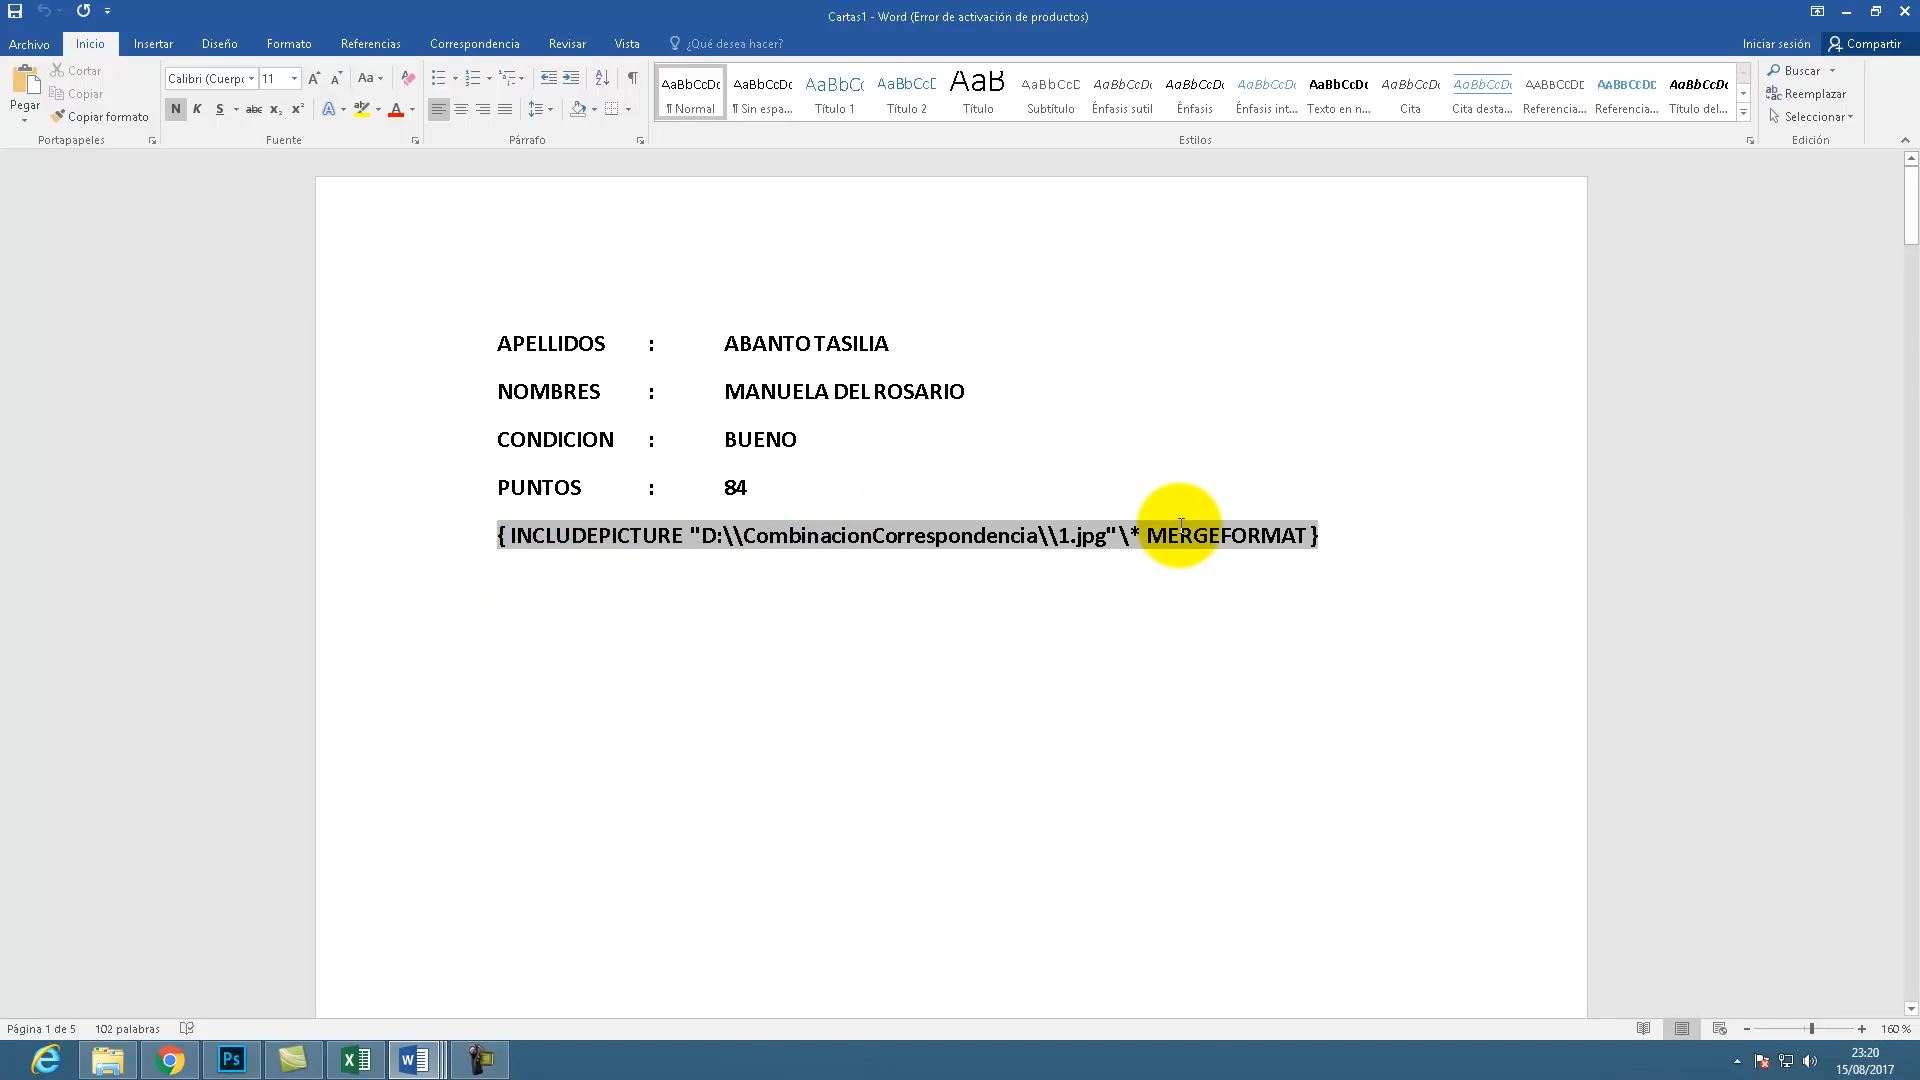 Cartas1 - Word (Error de activación de productos)
Archivo Inicio Insertar Diseño Formato Referencias Correspondencia Revisar Vista ¿Qué desea hacer? Iniciar sesión Compartir
Pegar
Cortar
Copiar
Copiar formato
Calibri (Cuerpo 11
Portapapeles Fuente Párrafo Estilos Edición
AaBbCcDc AaBbCcDc AaBbCc AaBbCcD AaB AaBbCcDc AaBbCcDc AaBbCcDc AaBbCcDc AaBbCcDc AaBbCcDc AaBbCcDc AABBCCDD AABBCCDD AaBbCcDc
¶ Normal ¶ Sin espa... Título 1 Título 2 Título Subtítulo Énfasis sutil Énfasis Énfasis int... Texto en n... Cita Cita desta... Referencia... Referencia... Título del...
Buscar
Reemplazar
Seleccionar
APELLIDOS : ABANTO TASILIA
NOMBRES : MANUELA DEL ROSARIO
CONDICION : BUENO
PUNTOS : 84
{ INCLUDEPICTURE "D:\\CombinacionCorrespondencia\\1.jpg"\* MERGEFORMAT }
Página 1 de 5 102 palabras 160 %
23:20
15/08/2017